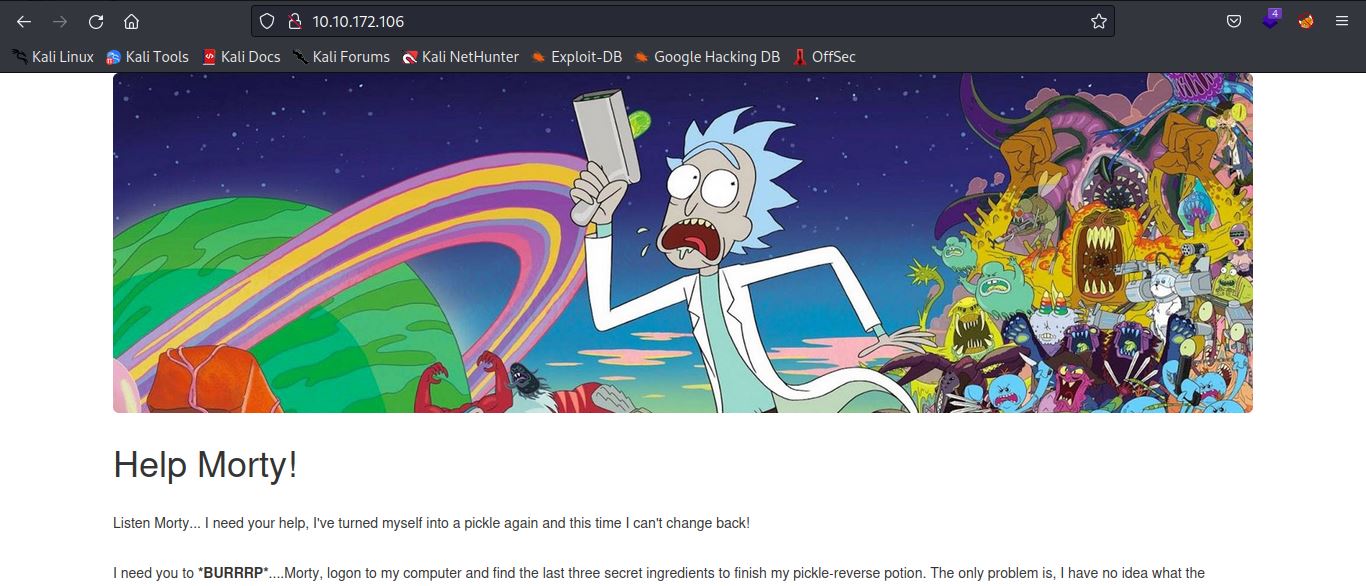 10.10.172.106
4
Kali Linux Kali Tools Kali Docs Kali Forums Kali NetHunter Exploit-DB Google Hacking DB OffSec
Help Morty!
Listen Morty... I need your help, I've turned myself into a pickle again and this time I can't change back!
I need you to *BURRRP*....Morty, logon to my computer and find the last three secret ingredients to finish my pickle-reverse potion. The only problem is, I have no idea what the